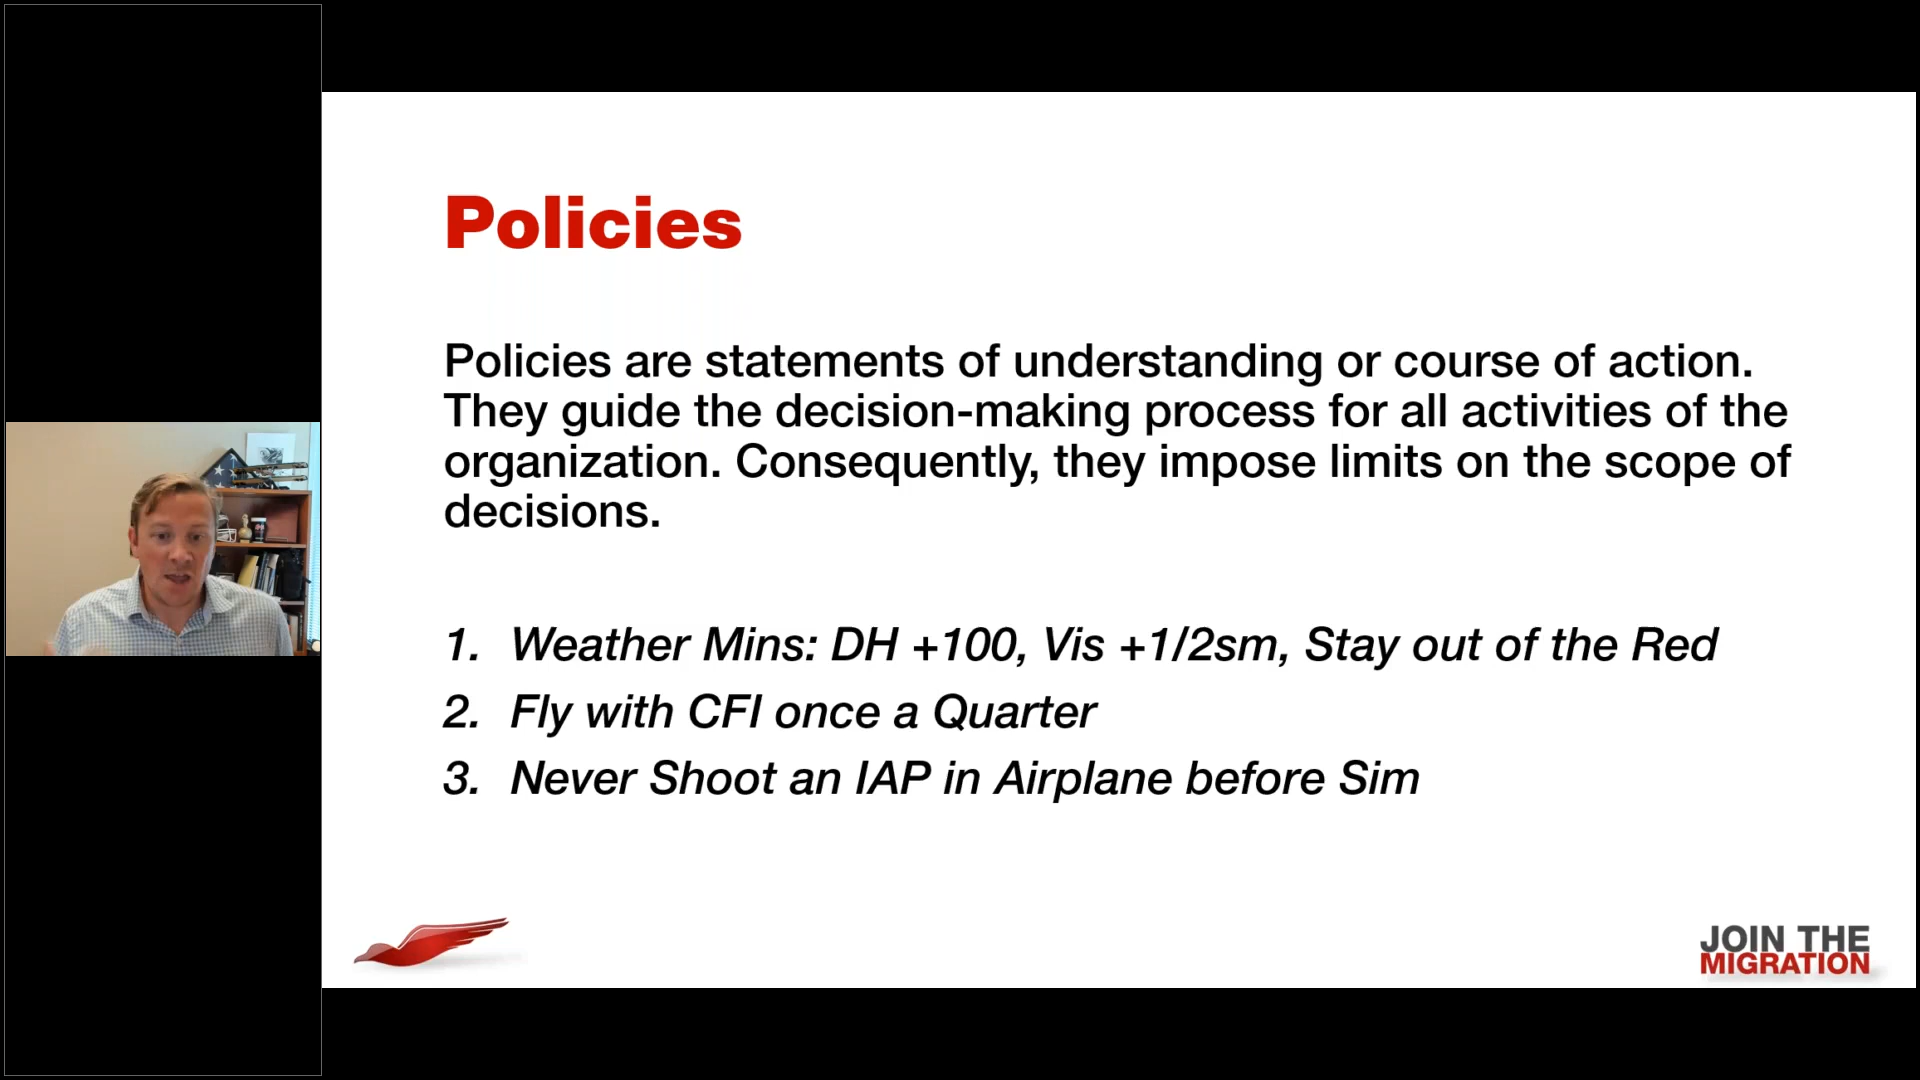 Policies
Policies are statements of understanding or course of action.
They guide the decision-making process for all activities of the
organization. Consequently, they impose limits on the scope of
decisions.
1. Weather Mins: DH +100, Vis +1/2sm, Stay out of the Red
2. Fly with CFI once a Quarter
3. Never Shoot an IAP in Airplane before Sim
JOIN THE
MIGRATION